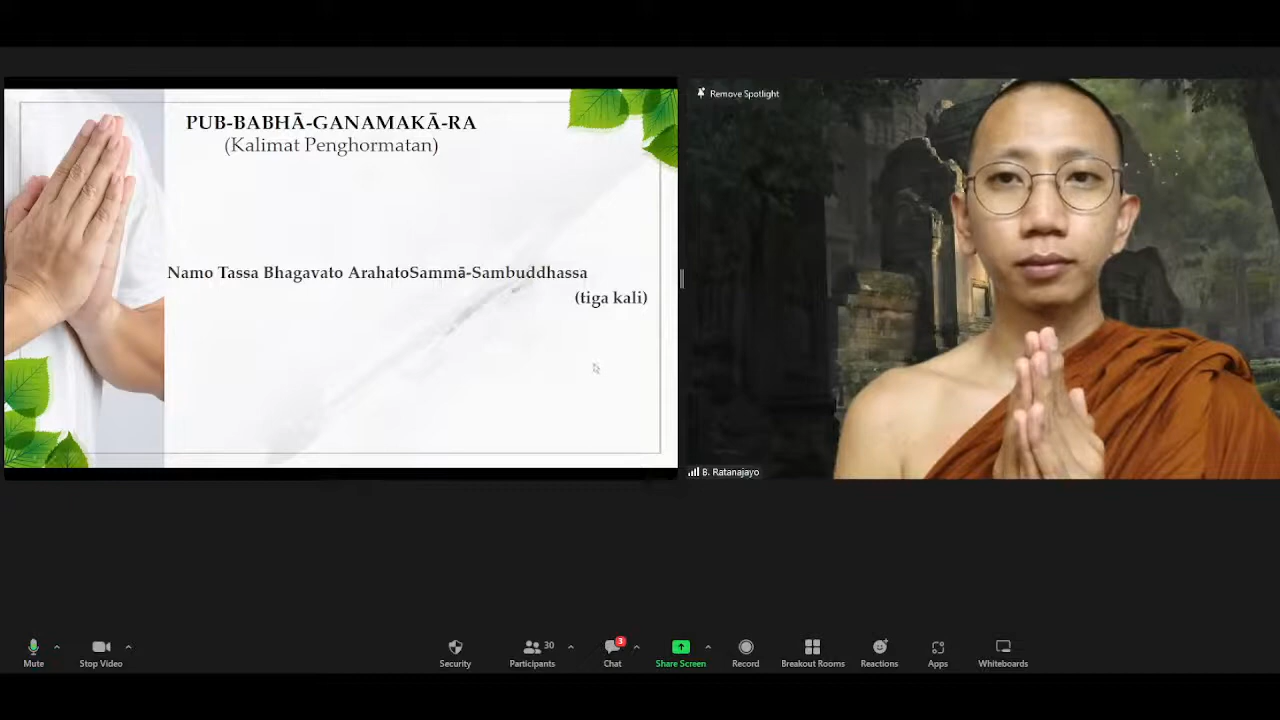 PUB-BABHĀ-GANAMAKĀ-RA
(Kalimat Penghormatan)
Namo Tassa Bhagavato ArahatoSammā-Sambuddhassa
(tiga kali)
Remove Spotlight
B. Ratanajayo
Mute
Stop Video
Security
30
Participants
3
Chat
Share Screen
Record
Breakout Rooms
Reactions
Apps
Whiteboards